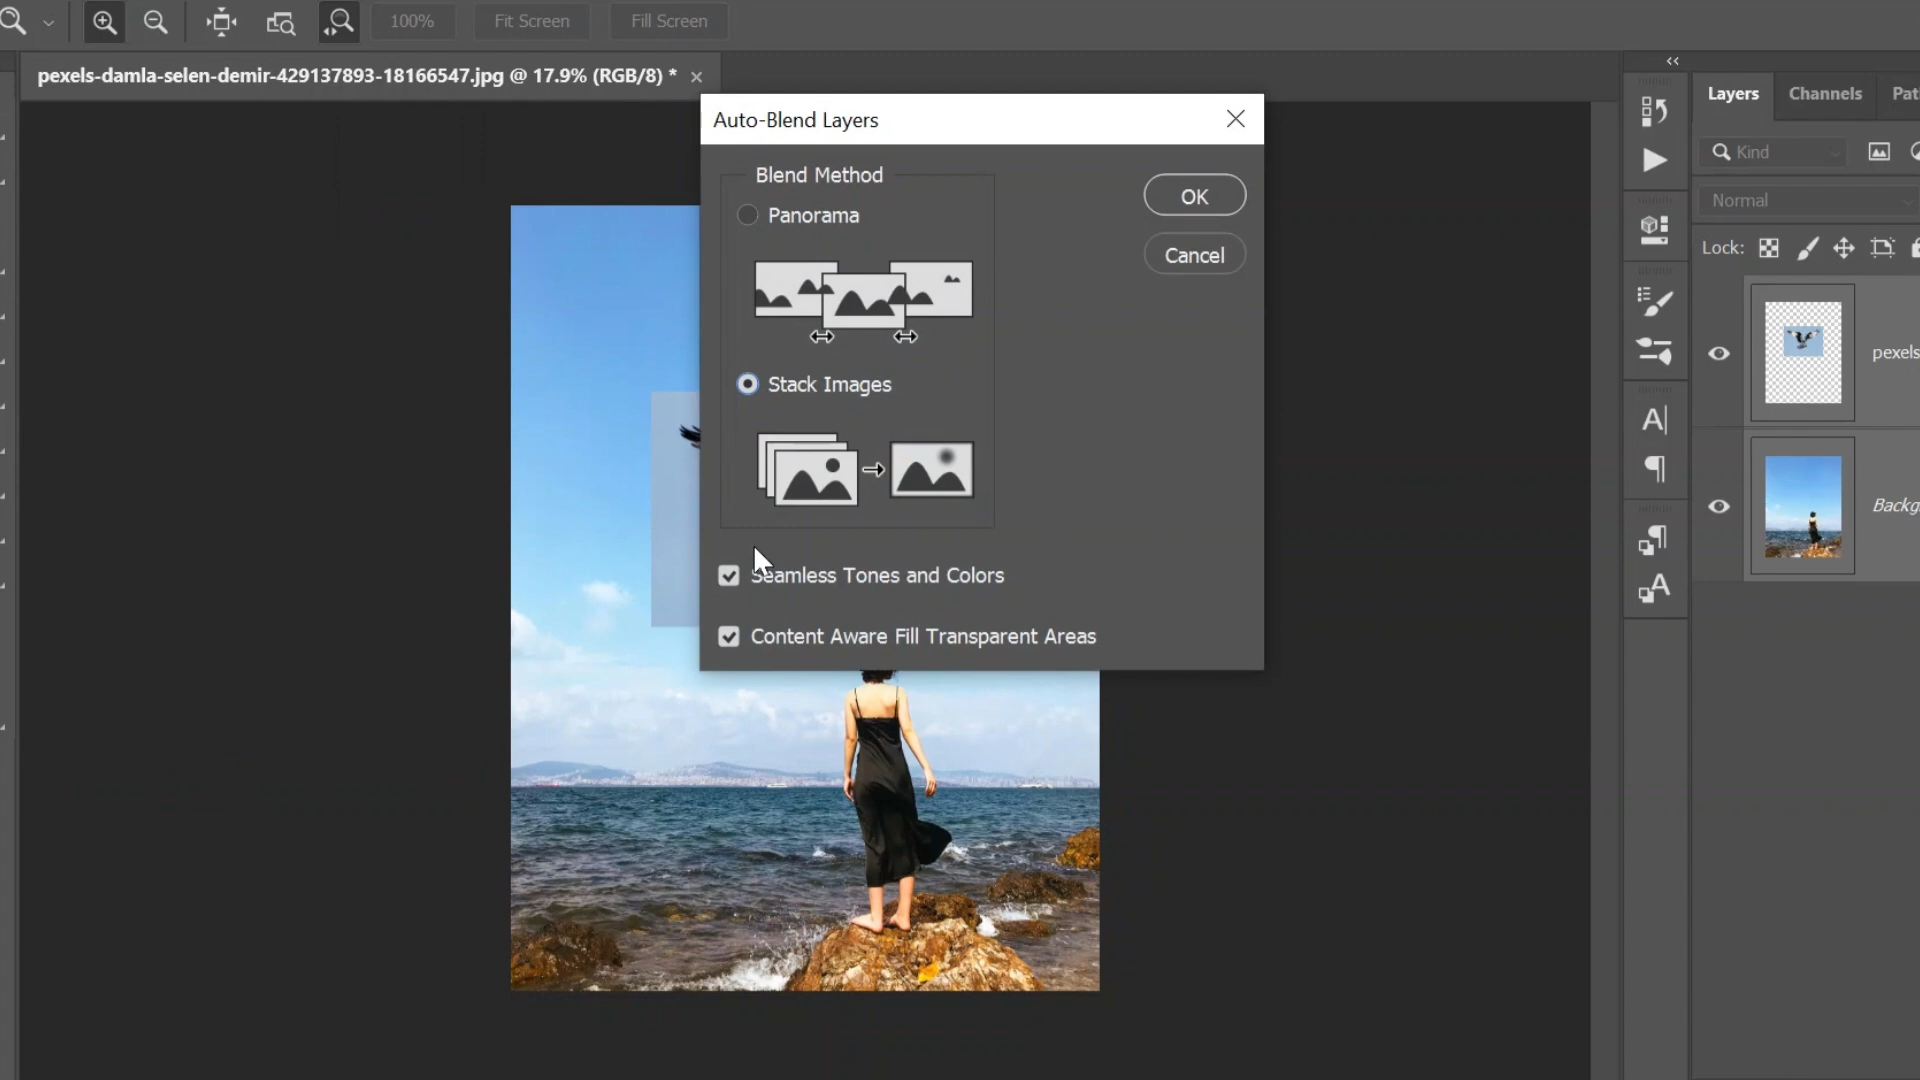 100%
Fit Screen
Fill Screen
pexels-damla-selen-demir-429137893-18166547.jpg @ 17.9% (RGB/8) *
Layers
Channels
Auto-Blend Layers
Kind
Blend Method
OK
Panorama
Normal
Lock:
Cancel
pexels
Stack Images
Seamless Tones and Colors
Content Aware Fill Transparent Areas